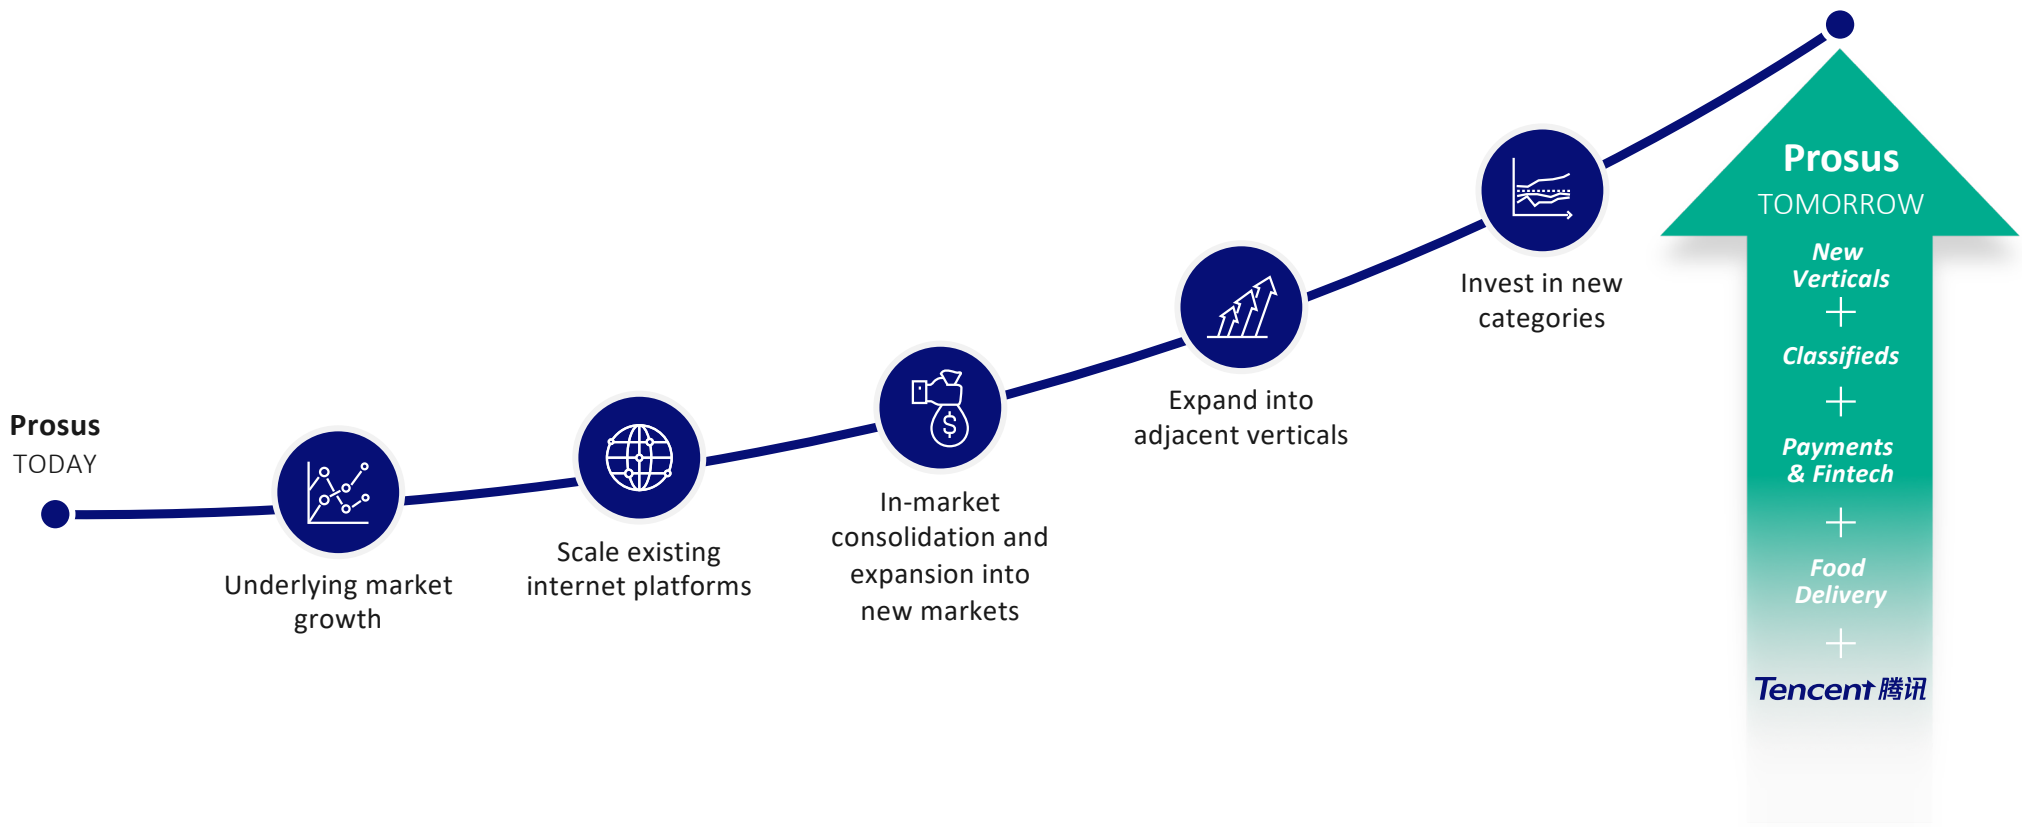 Prosus
TODAY
Underlying market
growth
Scale existing
internet platforms
$
In-market
consolidation and
expansion into
new markets
Expand into
adjacent verticals
Invest in new
categories
Prosus
TOMORROW
New
Verticals
+
Classifieds
+
Payments
& Fintech
+
Food
Delivery
+
Tencent 腾讯